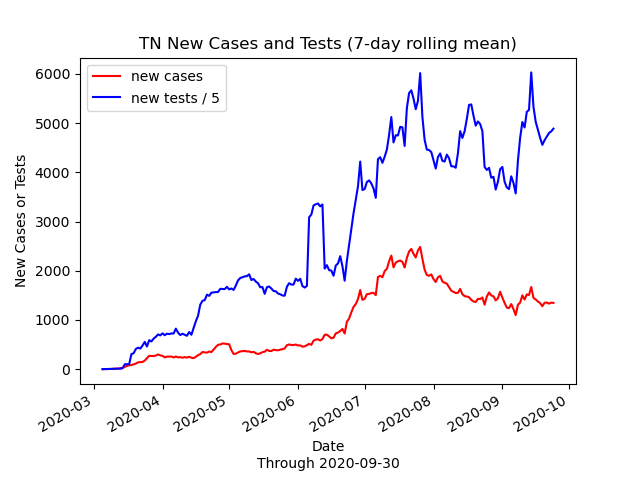 TN New Cases and Tests (7-day rolling mean)
new cases
new tests / 5
6000
5000
4000
3000
2000
1000
0
New Cases or Tests
2020-03
2020-04
2020-05
2020-06
2020-07
2020-08
2020-09
2020-10
Date
Through 2020-09-30